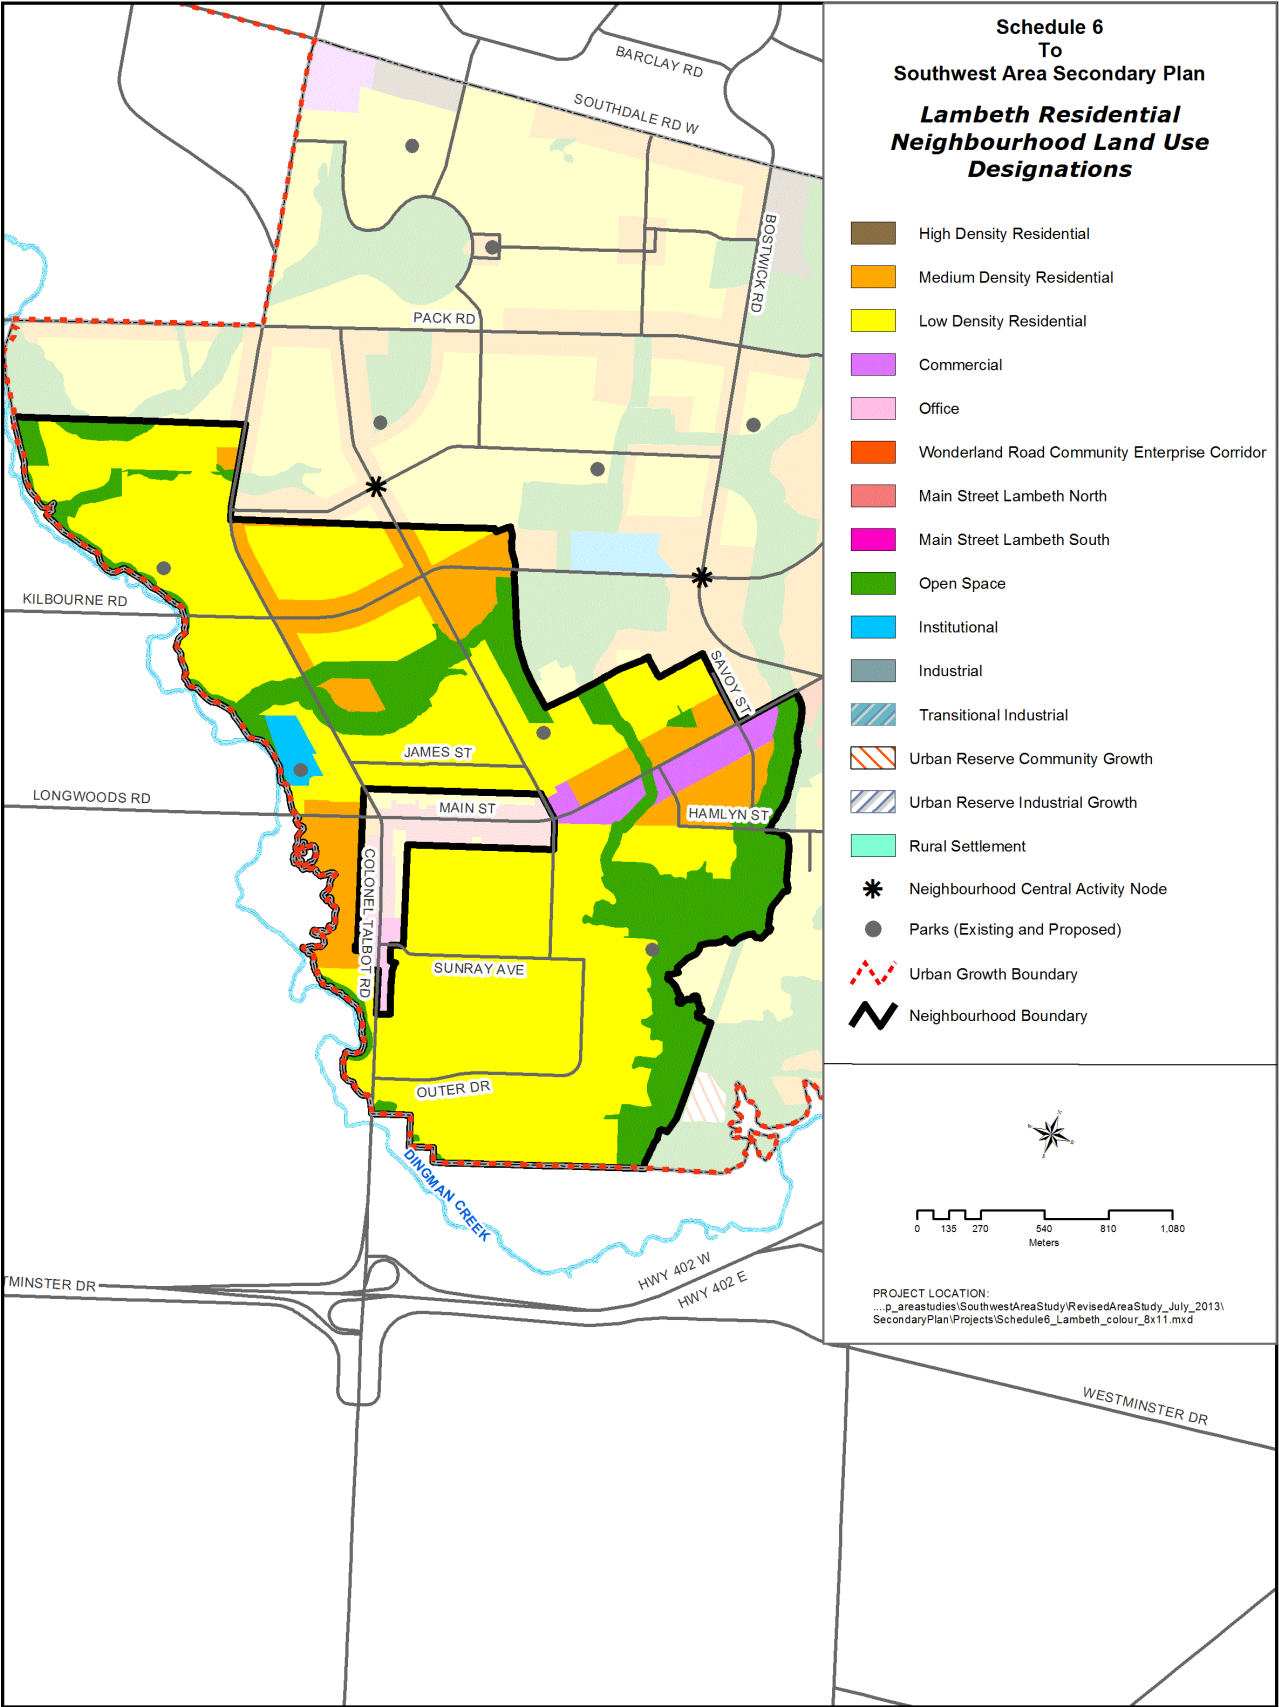 Schedule 6
To
Southwest Area Secondary Plan
Lambeth Residential
Neighbourhood Land Use
Designations
High Density Residential
Medium Density Residential
Low Density Residential
Commercial
Office
Wonderland Road Community Enterprise Corridor
Main Street Lambeth North
Main Street Lambeth South
Open Space
Institutional
Industrial
Transitional Industrial
Urban Reserve Community Growth
Urban Reserve Industrial Growth
Rural Settlement
Neighbourhood Central Activity Node
Parks (Existing and Proposed)
Urban Growth Boundary
Neighbourhood Boundary
0 135 270 540 810 1,080
Meters
PROJECT LOCATION:
....p_areastudies\SouthwestAreaStudy\RevisedAreaStudy_July_2013\
SecondaryPlan\Projects\Schedule6_Lambeth_colour_8x11.mxd
BARCLAY RD
SOUTHDALE RD W
BOSTWICK RD
PACK RD
KILBOURNE RD
SAVOY ST
JAMES ST
LONGWOODS RD
MAIN ST
HAMLYN ST
COLONEL TALBOT RD
SUNRAY AVE
OUTER DR
DINGMAN CREEK
HWY 402 W
HWY 402 E
TMINSTER DR
WESTMINSTER DR